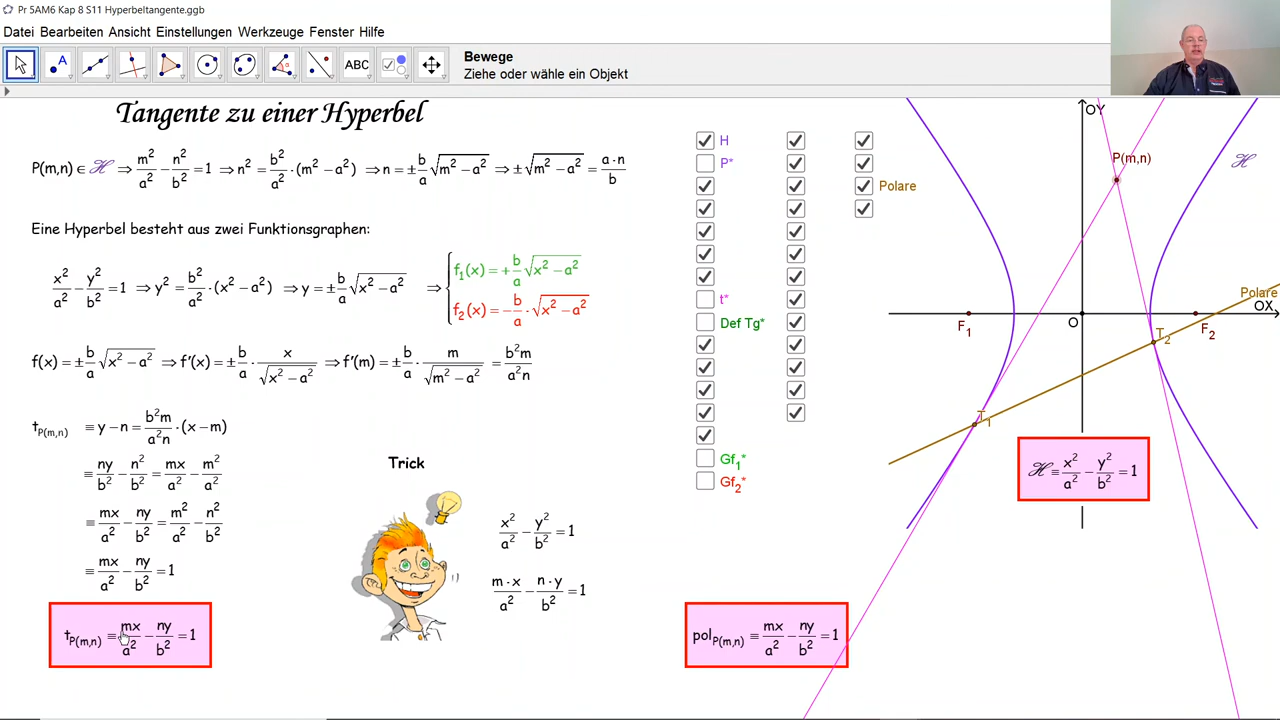 Pr 5AM6 Kap 8 S11 Hyperbeltangente.ggb
Datei Bearbeiten Ansicht Einstellungen Werkzeuge Fenster Hilfe
ABC
Bewege
Ziehe oder wähle ein Objekt
Tangente zu einer Hyperbel
P(m,n) ∈ ℋ ⇒ m²/a² − n²/b² = 1 ⇒ n² = b²/a² · (m² − a²) ⇒ n = ± b/a √(m² − a²) ⇒ ± √(m² − a²) = a·n/b
Eine Hyperbel besteht aus zwei Funktionsgraphen:
x²/a² − y²/b² = 1 ⇒ y² = b²/a² · (x² − a²) ⇒ y = ± b/a √(x² − a²) ⇒ { f₁(x) = + b/a √(x² − a²)
f₂(x) = − b/a · √(x² − a²)
f(x) = ± b/a √(x² − a²) ⇒ f'(x) = ± b/a · x/√(x² − a²) ⇒ f'(m) = ± b/a · m/√(m² − a²) = b²m/a²n
t P(m,n) ≡ y − n = b²m/a²n · (x − m)
≡ ny/b² − n²/b² = mx/a² − m²/a²
≡ mx/a² − ny/b² = m²/a² − n²/b²
≡ mx/a² − ny/b² = 1
t P(m,n) ≡ mx/a² − ny/b² = 1
Trick
x²/a² − y²/b² = 1
m·x/a² − n·y/b² = 1
H
P*
Polare
t*
Def Tg*
Gf₁*
Gf₂*
pol P(m,n) ≡ mx/a² − ny/b² = 1
OY
P(m,n)
ℋ
Polare
OX
F₁
O
T₂
F₂
T₁
ℋ ≡ x²/a² − y²/b² = 1